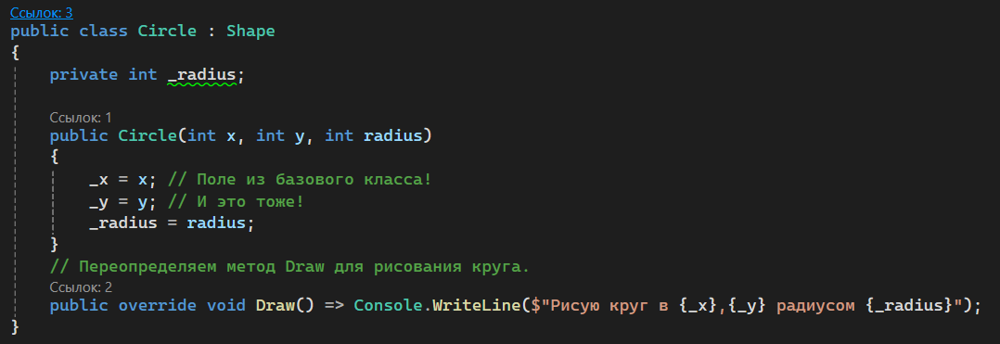 Ссылок: 3
public class Circle : Shape
{
    private int _radius;
    Ссылок: 1
    public Circle(int x, int y, int radius)
    {
        _x = x; // Поле из базового класса!
        _y = y; // И это тоже!
        _radius = radius;
    }
    // Переопределяем метод Draw для рисования круга.
    Ссылок: 2
    public override void Draw() => Console.WriteLine($"Рисую круг в {_x},{_y} радиусом {_radius}");
}